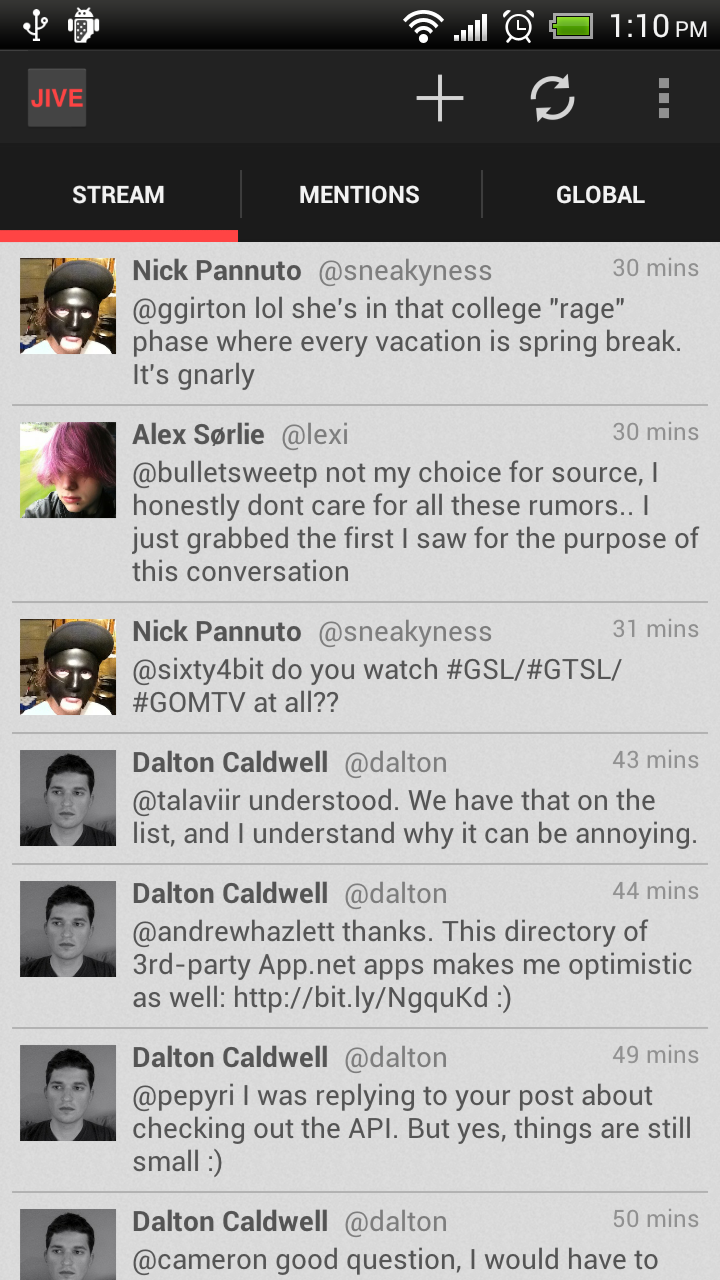 1:10 PM
JIVE
STREAM
MENTIONS
GLOBAL
Nick Pannuto @sneakyness 30 mins
@ggirton lol she's in that college "rage"
phase where every vacation is spring break.
It's gnarly
Alex Sørlie @lexi 30 mins
@bulletsweetp not my choice for source, I
honestly dont care for all these rumors.. I
just grabbed the first I saw for the purpose of
this conversation
Nick Pannuto @sneakyness 31 mins
@sixty4bit do you watch #GSL/#GTSL/
#GOMTV at all??
Dalton Caldwell @dalton 43 mins
@talaviir understood. We have that on the
list, and I understand why it can be annoying.
Dalton Caldwell @dalton 44 mins
@andrewhazlett thanks. This directory of
3rd-party App.net apps makes me optimistic
as well: http://bit.ly/NgquKd :)
Dalton Caldwell @dalton 49 mins
@pepyri I was replying to your post about
checking out the API. But yes, things are still
small :)
Dalton Caldwell @dalton 50 mins
@cameron good question, I would have to